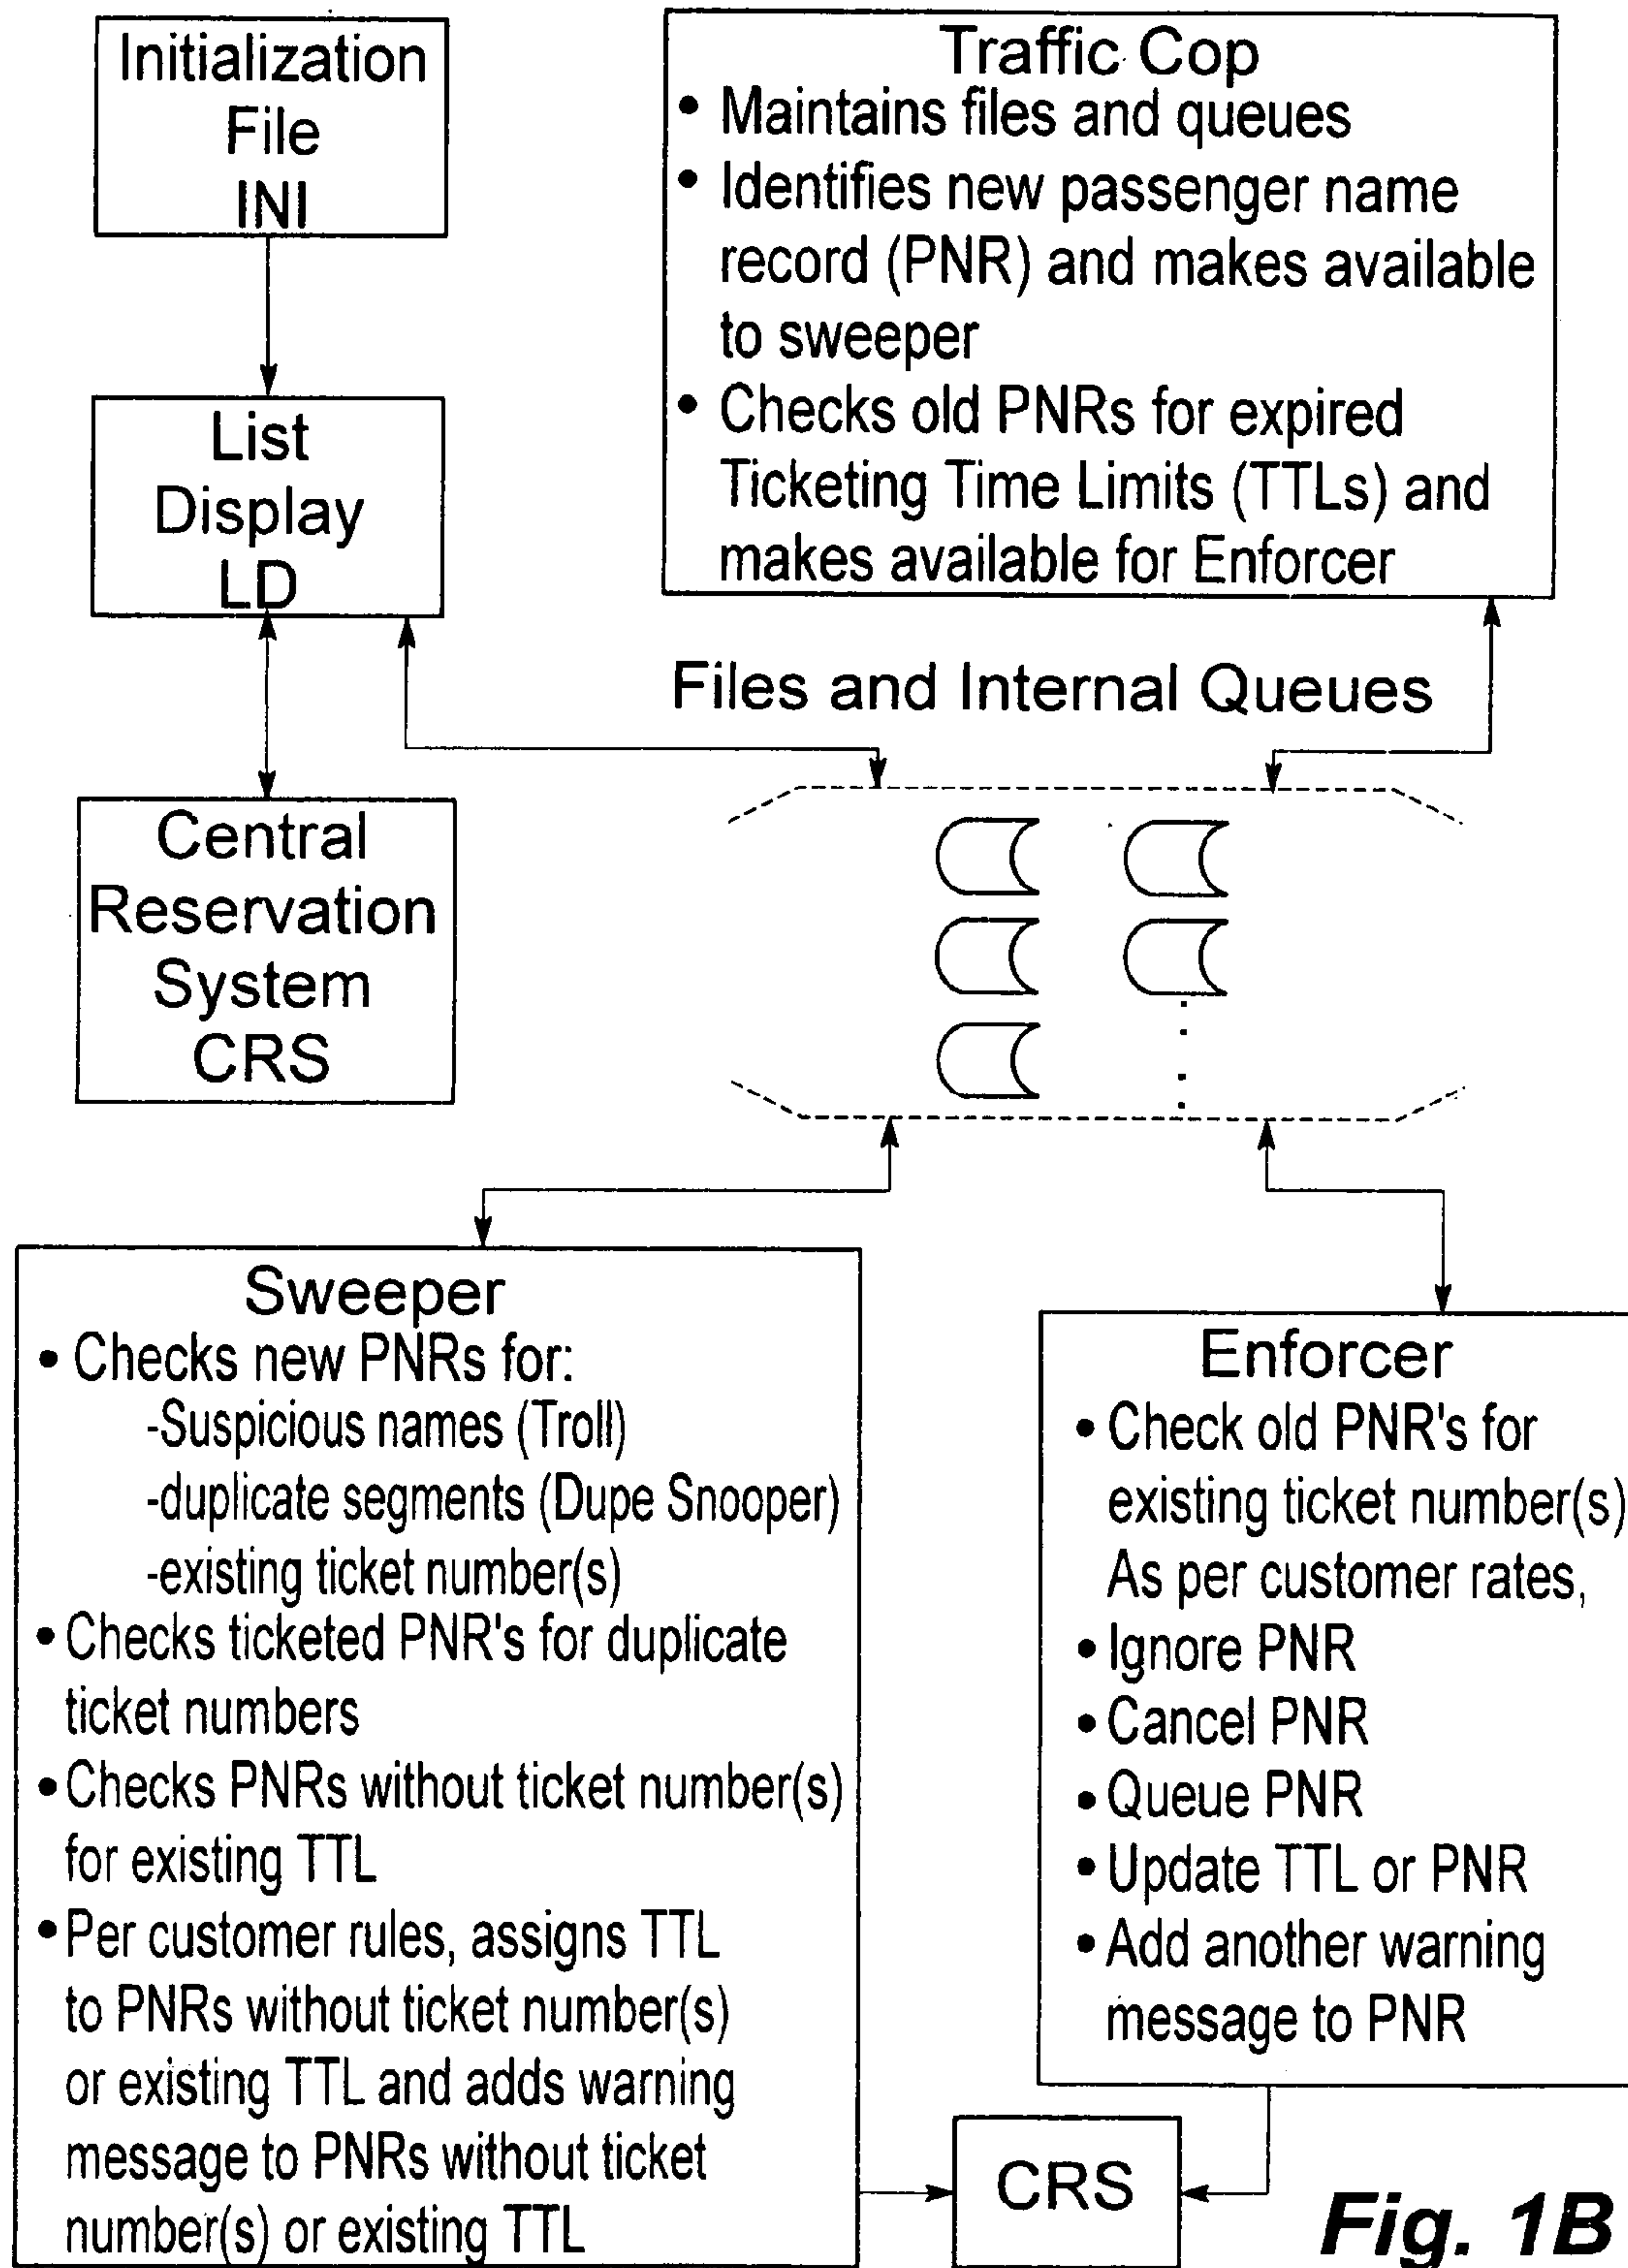 Initialization
File
INI
Traffic Cop
• Maintains files and queues
• Identifies new passenger name
record (PNR) and makes available
to sweeper
• Checks old PNRs for expired
Ticketing Time Limits (TTLs) and
makes available for Enforcer
List
Display
LD
Files and Internal Queues
Central
Reservation
System
CRS
Sweeper
• Checks new PNRs for:
-Suspicious names (Troll)
-duplicate segments (Dupe Snooper)
-existing ticket number(s)
• Checks ticketed PNR's for duplicate
ticket numbers
• Checks PNRs without ticket number(s)
for existing TTL
• Per customer rules, assigns TTL
to PNRs without ticket number(s)
or existing TTL and adds warning
message to PNRs without ticket
number(s) or existing TTL
Enforcer
• Check old PNR's for
existing ticket number(s)
As per customer rates,
• Ignore PNR
• Cancel PNR
• Queue PNR
• Update TTL or PNR
• Add another warning
message to PNR
CRS
Fig. 1B